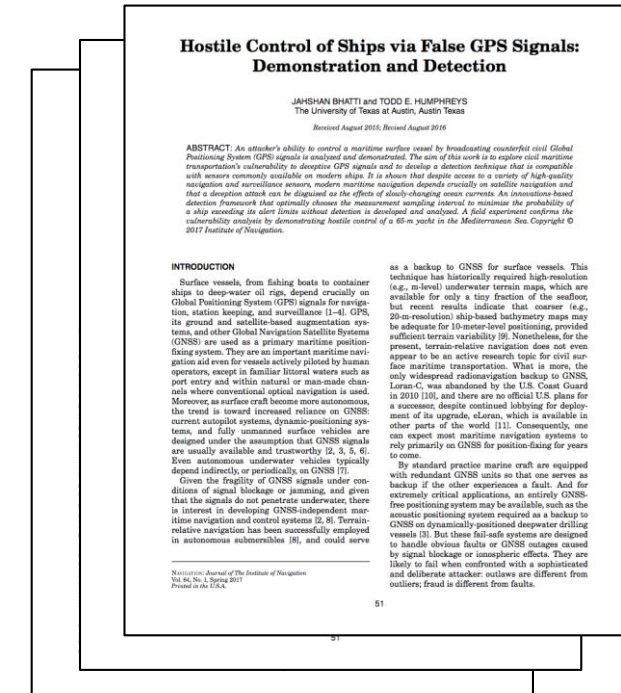 Hostile Control of Ships via False GPS Signals:
Demonstration and Detection
JAHSHAN BHATTI and TODD E. HUMPHREYS
The University of Texas at Austin, Austin Texas
Received August 2015; Revised August 2016
ABSTRACT: An attacker's ability to control a maritime surface vessel by broadcasting counterfeit civil Global
Positioning System (GPS) signals is analyzed and demonstrated. The aim of this work is to explore civil maritime
transportation's vulnerability to deceptive GPS signals and to develop a detection technique that is compatible
with sensors commonly available on modern ships. It is shown that despite access to a variety of high-quality
navigation and surveillance sensors, modern maritime navigation depends crucially on satellite navigation and
that a deception attack can be disguised as the effects of slowly-changing ocean currents. An innovations-based
detection framework that optimally chooses the measurement sampling interval to minimize the probability of
a ship exceeding its alert limits without detection is developed and analyzed. A field experiment confirms the
vulnerability analysis by demonstrating hostile control of a 65-m yacht in the Mediterranean Sea. Copyright ©
2017 Institute of Navigation.
INTRODUCTION
Surface vessels, from fishing boats to container
ships to deep-water oil rigs, depend crucially on
Global Positioning System (GPS) signals for naviga-
tion, station keeping, and surveillance [1–4]. GPS,
its ground and satellite-based augmentation sys-
tems, and other Global Navigation Satellite Systems
(GNSS) are used as a primary maritime position-
fixing system. They are an important maritime navi-
gation aid even for vessels actively piloted by human
operators, except in familiar littoral waters such as
port entry and within natural or man-made chan-
nels where conventional optical navigation is used.
Moreover, as surface craft become more autonomous,
the trend is toward increased reliance on GNSS:
current autopilot systems, dynamic-positioning sys-
tems, and fully unmanned surface vehicles are
designed under the assumption that GNSS signals
are usually available and trustworthy [2, 3, 5, 6].
Even autonomous underwater vehicles typically
depend indirectly, or periodically, on GNSS [7].
Given the fragility of GNSS signals under con-
ditions of signal blockage or jamming, and given
that the signals do not penetrate underwater, there
is interest in developing GNSS-independent mar-
itime navigation and control systems [2, 8]. Terrain-
relative navigation has been successfully employed
in autonomous submersibles [8], and could serve
NAVIGATION: Journal of The Institute of Navigation
Vol. 64, No. 1, Spring 2017
Printed in the U.S.A.
as a backup to GNSS for surface vessels. This
technique has historically required high-resolution
(e.g., m-level) underwater terrain maps, which are
available for only a tiny fraction of the seafloor,
but recent results indicate that coarser (e.g.,
20-m-resolution) ship-based bathymetry maps may
be adequate for 10-meter-level positioning, provided
sufficient terrain variability [9]. Nonetheless, for the
present, terrain-relative navigation does not even
appear to be an active research topic for civil sur-
face maritime transportation. What is more, the
only widespread radionavigation backup to GNSS,
Loran-C, was abandoned by the U.S. Coast Guard
in 2010 [10], and there are no official U.S. plans for
a successor, despite continued lobbying for deploy-
ment of its upgrade, eLoran, which is available in
other parts of the world [11]. Consequently, one
can expect most maritime navigation systems to
rely primarily on GNSS for position-fixing for years
to come.
By standard practice marine craft are equipped
with redundant GNSS units so that one serves as
backup if the other experiences a fault. And for
extremely critical applications, an entirely GNSS-
free positioning system may be available, such as the
acoustic positioning system required as a backup to
GNSS on dynamically-positioned deepwater drilling
vessels [3]. But these fail-safe systems are designed
to handle obvious faults or GNSS outages caused
by signal blockage or ionospheric effects. They are
likely to fail when confronted with a sophisticated
and deliberate attacker: outlaws are different from
outliers; fraud is different from faults.
51
51